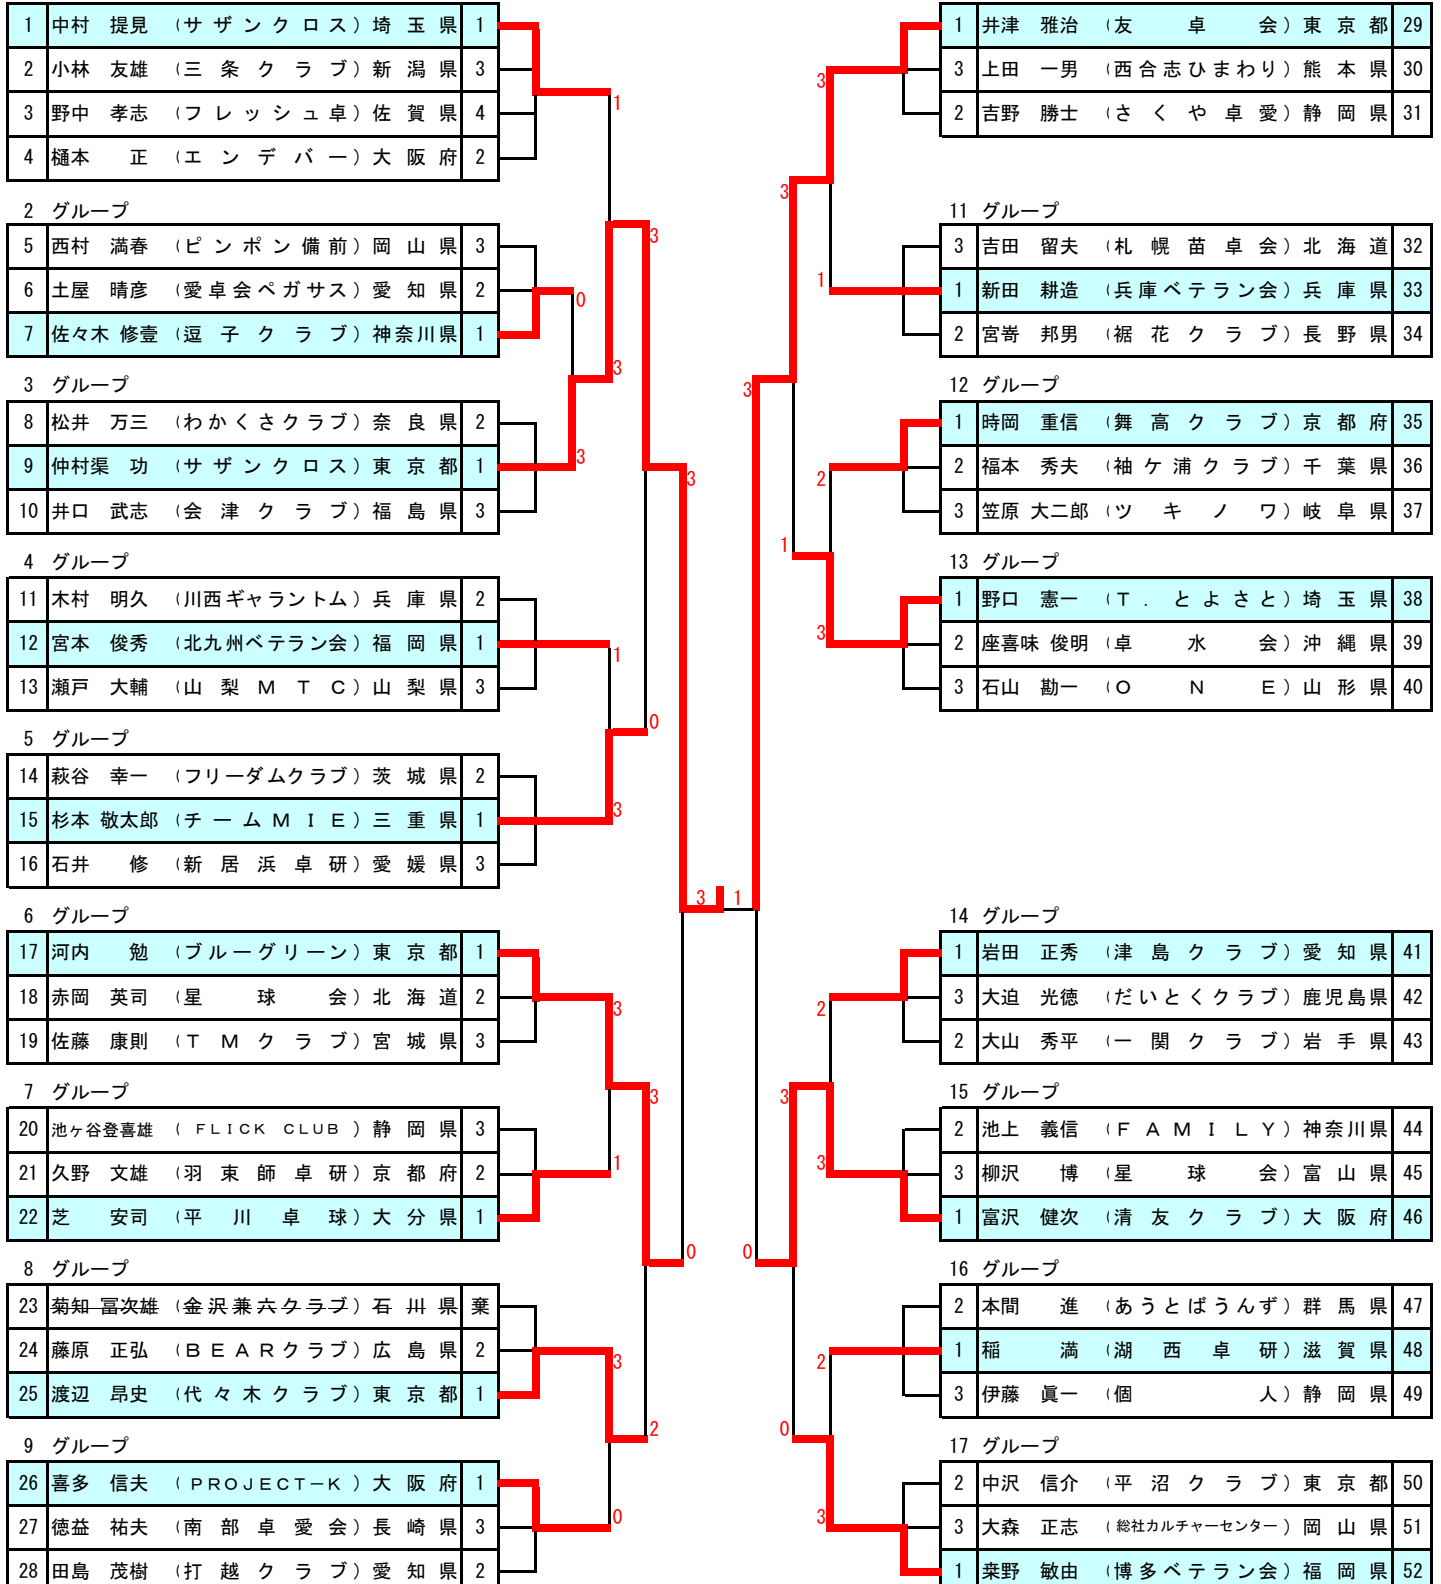 1 中村 提見 (サザンクロス) 埼玉県 1
2 小林 友雄 (三条クラブ) 新潟県 3
3 野中 孝志 (フレッシュ卓) 佐賀県 4
4 樋本 正 (エンデバー) 大阪府 2
1
2 グループ
5 西村 満春 (ピンポン備前) 岡山県 3
6 土屋 晴彦 (愛卓会ペガサス) 愛知県 2
7 佐々木 修壹 (逗子クラブ) 神奈川県 1
3
0
3 グループ
8 松井 万三 (わかくさクラブ) 奈良県 2
9 仲村渠 功 (サザンクロス) 東京都 1
10 井口 武志 (会津クラブ) 福島県 3
3
3
3
4 グループ
11 木村 明久 (川西ギャラントム) 兵庫県 2
12 宮本 俊秀 (北九州ベテラン会) 福岡県 1
13 瀬戸 大輔 (山梨MTC) 山梨県 3
1
0
5 グループ
14 萩谷 幸一 (フリーダムクラブ) 茨城県 2
15 杉本 敬太郎 (チームMIE) 三重県 1
16 石井 修 (新居浜卓研) 愛媛県 3
3
3 1
6 グループ
17 河内 勉 (ブルーグリーン) 東京都 1
18 赤岡 英司 (星球会) 北海道 2
19 佐藤 康則 (TMクラブ) 宮城県 3
3
7 グループ
20 池ヶ谷登喜雄 (FLICK CLUB) 静岡県 3
21 久野 文雄 (羽束師卓研) 京都府 2
22 芝 安司 (平川卓球) 大分県 1
3
1
0
8 グループ
23 菊知 冨次雄 (金沢兼六クラブ) 石川県 棄
24 藤原 正弘 (BEARクラブ) 広島県 2
25 渡辺 昂史 (代々木クラブ) 東京都 1
3
2
9 グループ
26 喜多 信夫 (PROJECT-K) 大阪府 1
27 徳益 祐夫 (南部卓愛会) 長崎県 3
28 田島 茂樹 (打越クラブ) 愛知県 2
0
1 井津 雅治 (友卓会) 東京都 29
3 上田 一男 (西合志ひまわり) 熊本県 30
2 吉野 勝士 (さくや卓愛) 静岡県 31
3
3
11 グループ
3 吉田 留夫 (札幌苗卓会) 北海道 32
1 新田 耕造 (兵庫ベテラン会) 兵庫県 33
2 宮嵜 邦男 (裾花クラブ) 長野県 34
1
3
12 グループ
1 時岡 重信 (舞高クラブ) 京都府 35
2 福本 秀夫 (袖ケ浦クラブ) 千葉県 36
3 笠原 大二郎 (ツキノワ) 岐阜県 37
2
1
13 グループ
1 野口 憲一 (T.とよさと) 埼玉県 38
2 座喜味 俊明 (卓水会) 沖縄県 39
3 石山 勘一 (ONE) 山形県 40
3
14 グループ
1 岩田 正秀 (津島クラブ) 愛知県 41
3 大迫 光徳 (だいとくクラブ) 鹿児島県 42
2 大山 秀平 (一関クラブ) 岩手県 43
2
3
15 グループ
2 池上 義信 (FAMILY) 神奈川県 44
3 柳沢 博 (星球会) 富山県 45
1 富沢 健次 (清友クラブ) 大阪府 46
3
0
16 グループ
2 本間 進 (あうとばうんず) 群馬県 47
1 稲 満 (湖西卓研) 滋賀県 48
3 伊藤 眞一 (個人) 静岡県 49
2
0
17 グループ
2 中沢 信介 (平沼クラブ) 東京都 50
3 大森 正志 (総社カルチャーセンター) 岡山県 51
1 桒野 敏由 (博多ベテラン会) 福岡県 52
3